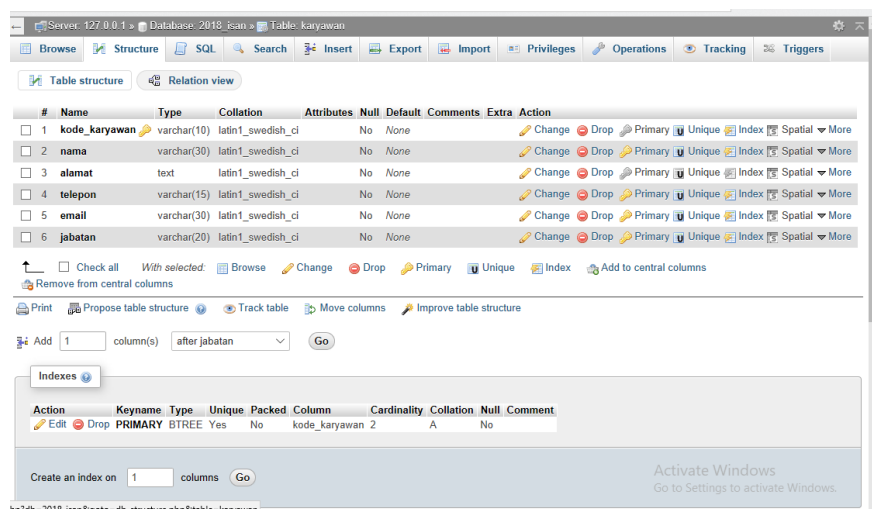 Server: 127.0.0.1 » Database: 2018_isan » Table: karyawan
Browse Structure SQL Search Insert Export Import Privileges Operations Tracking Triggers
Table structure Relation view
# Name Type Collation Attributes Null Default Comments Extra Action
1 kode_karyawan varchar(10) latin1_swedish_ci No None Change Drop Primary Unique Index Spatial More
2 nama varchar(30) latin1_swedish_ci No None Change Drop Primary Unique Index Spatial More
3 alamat text latin1_swedish_ci No None Change Drop Primary Unique Index Spatial More
4 telepon varchar(15) latin1_swedish_ci No None Change Drop Primary Unique Index Spatial More
5 email varchar(30) latin1_swedish_ci No None Change Drop Primary Unique Index Spatial More
6 jabatan varchar(20) latin1_swedish_ci No None Change Drop Primary Unique Index Spatial More
Check all With selected: Browse Change Drop Primary Unique Index Add to central columns
Remove from central columns
Print Propose table structure Track table Move columns Improve table structure
Add 1 column(s) after jabatan Go
Indexes
Action Keyname Type Unique Packed Column Cardinality Collation Null Comment
Edit Drop PRIMARY BTREE Yes No kode_karyawan 2 A No
Create an index on 1 columns Go
Activate Windows
Go to Settings to activate Windows.